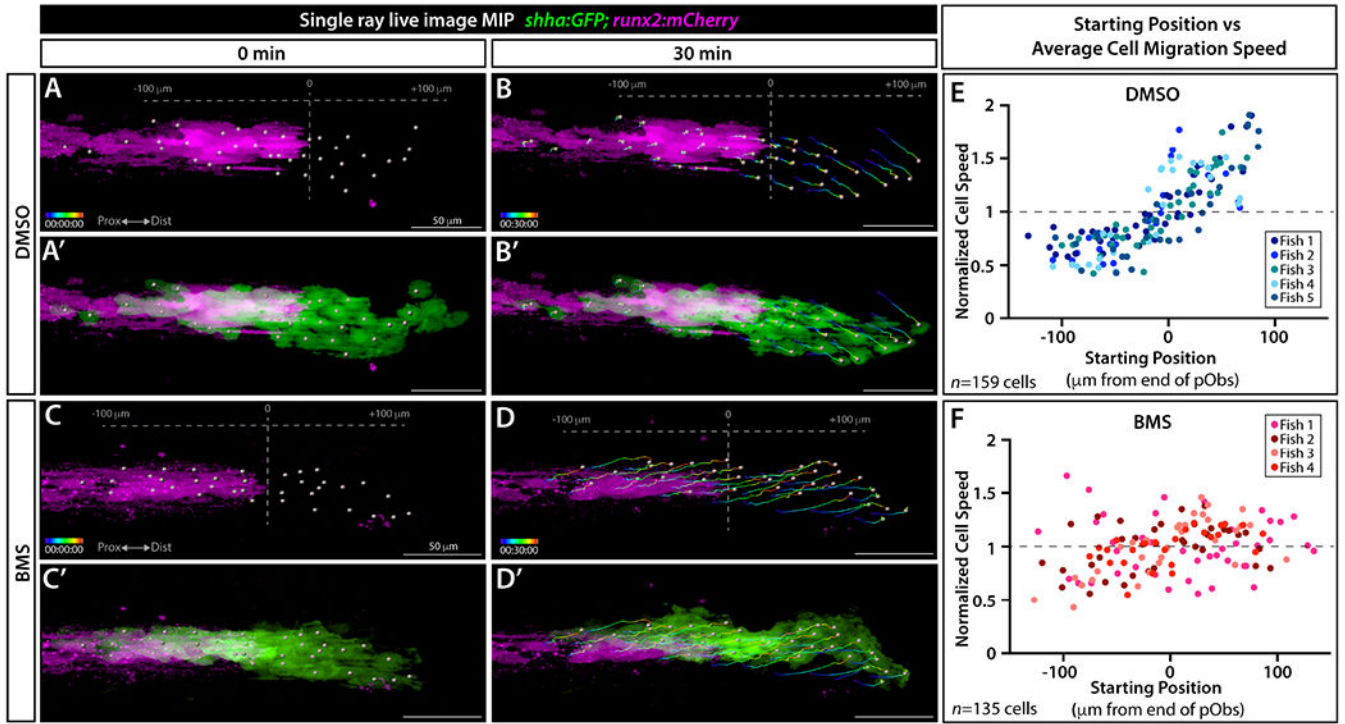 Single ray live image MIP shha:GFP; runx2:mCherry
0 min
30 min
Starting Position vs
Average Cell Migration Speed
DMSO
A
-100 μm
0
+100 μm
00:00:00
Prox
Dist
50 μm
B
-100 μm
0
+100 μm
00:30:00
A'
B'
E
DMSO
2
1.5
1
0.5
0
Normalized Cell Speed
Fish 1
Fish 2
Fish 3
Fish 4
Fish 5
-100
0
100
Starting Position
(μm from end of pObs)
n=159 cells
BMS
C
-100 μm
0
+100 μm
00:00:00
Prox
Dist
50 μm
D
-100 μm
0
+100 μm
00:30:00
C'
D'
F
BMS
2
1.5
1
0.5
0
Normalized Cell Speed
Fish 1
Fish 2
Fish 3
Fish 4
-100
0
100
Starting Position
(μm from end of pObs)
n=135 cells